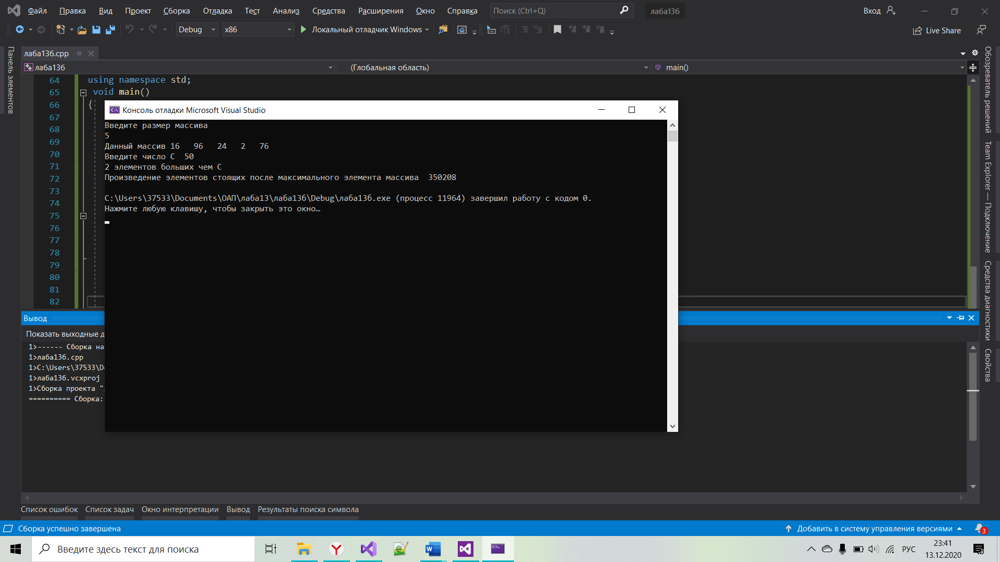 Файл Правка Вид Проект Сборка Отладка Тест Анализ Средства Расширения Окно Справка Поиск (Ctrl+Q) лаба136 Вход
Debug x86 Локальный отладчик Windows Live Share
Панель элементов
лаба136.cpp
лаба136 (Глобальная область) main()
64 using namespace std;
65 void main()
66 {
67
68
69
70
71
72
73
74
75
76
77
78
79
80
81
82
Консоль отладки Microsoft Visual Studio
Введите размер массива
5
Данный массив 16 96 24 2 76
Введите число С 50
2 элементов больших чем С
Произведение элементов стоящих после максимального элемента массива 350208
C:\Users\37533\Documents\ОАП\лаба13\лаба136\Debug\лаба136.exe (процесс 11964) завершил работу с кодом 0.
Нажмите любую клавишу, чтобы закрыть это окно…
Обозреватель решений
Team Explorer — Подключение
Средства диагностики
Свойства
Вывод
Показать выходные д
1>------ Сборка на
1>лаба136.cpp
1>C:\Users\37533\D
1>лаба136.vcxproj
1>Сборка проекта "
========== Сборка:
Список ошибок Список задач Окно интерпретации Вывод Результаты поиска символа
Сборка успешно завершена Добавить в систему управления версиями 3
Введите здесь текст для поиска РУС 23:41
13.12.2020